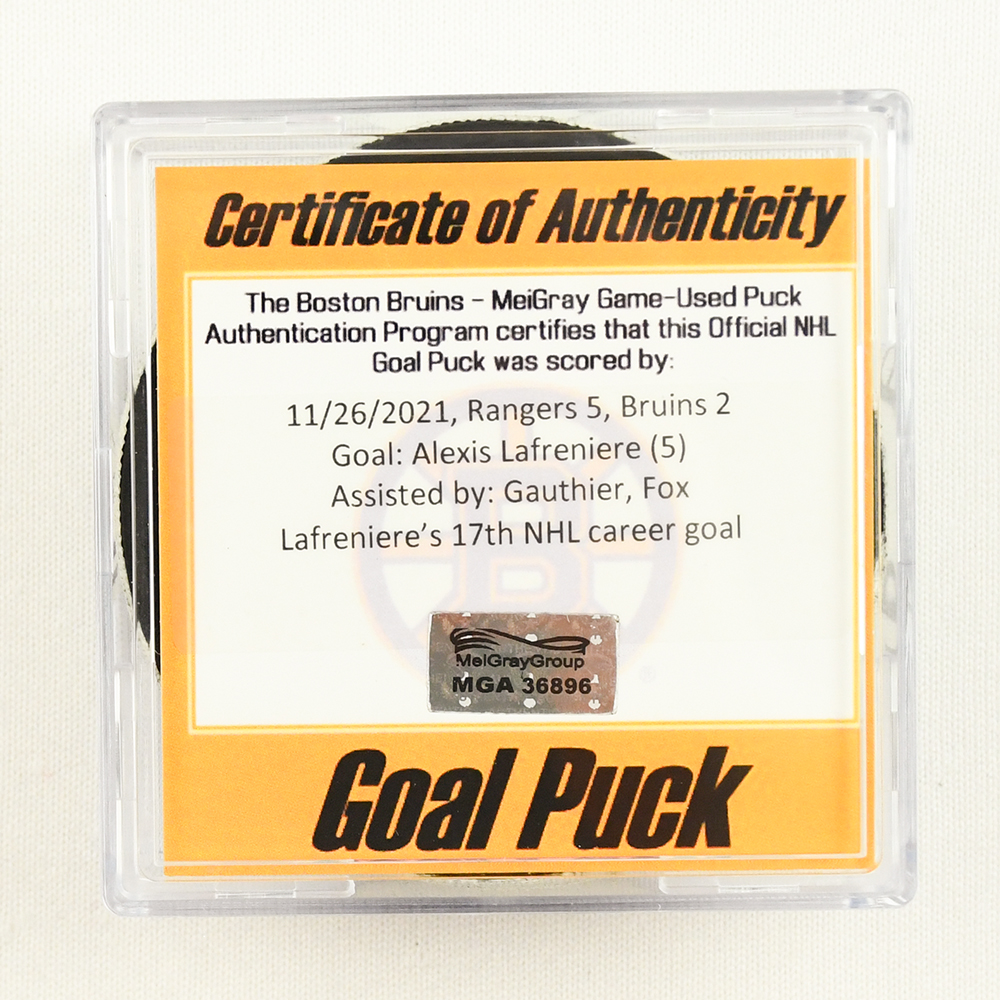 Certificate of Authenticity
The Boston Bruins - MeiGray Game-Used Puck
Authentication Program certifies that this Official NHL
Goal Puck was scored by:
11/26/2021, Rangers 5, Bruins 2
Goal: Alexis Lafreniere (5)
Assisted by: Gauthier, Fox
Lafreniere's 17th NHL career goal
B
MeiGrayGroup
MGA 36896
®
Goal Puck